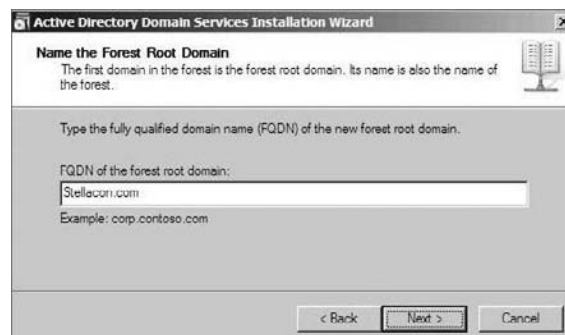 Active Directory Domain Services Installation Wizard
Name the Forest Root Domain
The first domain in the forest is the forest root domain. Its name is also the name of
the forest.
Type the fully qualified domain name (FQDN) of the new forest root domain.
FQDN of the forest root domain:
Stellacon.com
Example: corp.contoso.com
< Back Next > Cancel